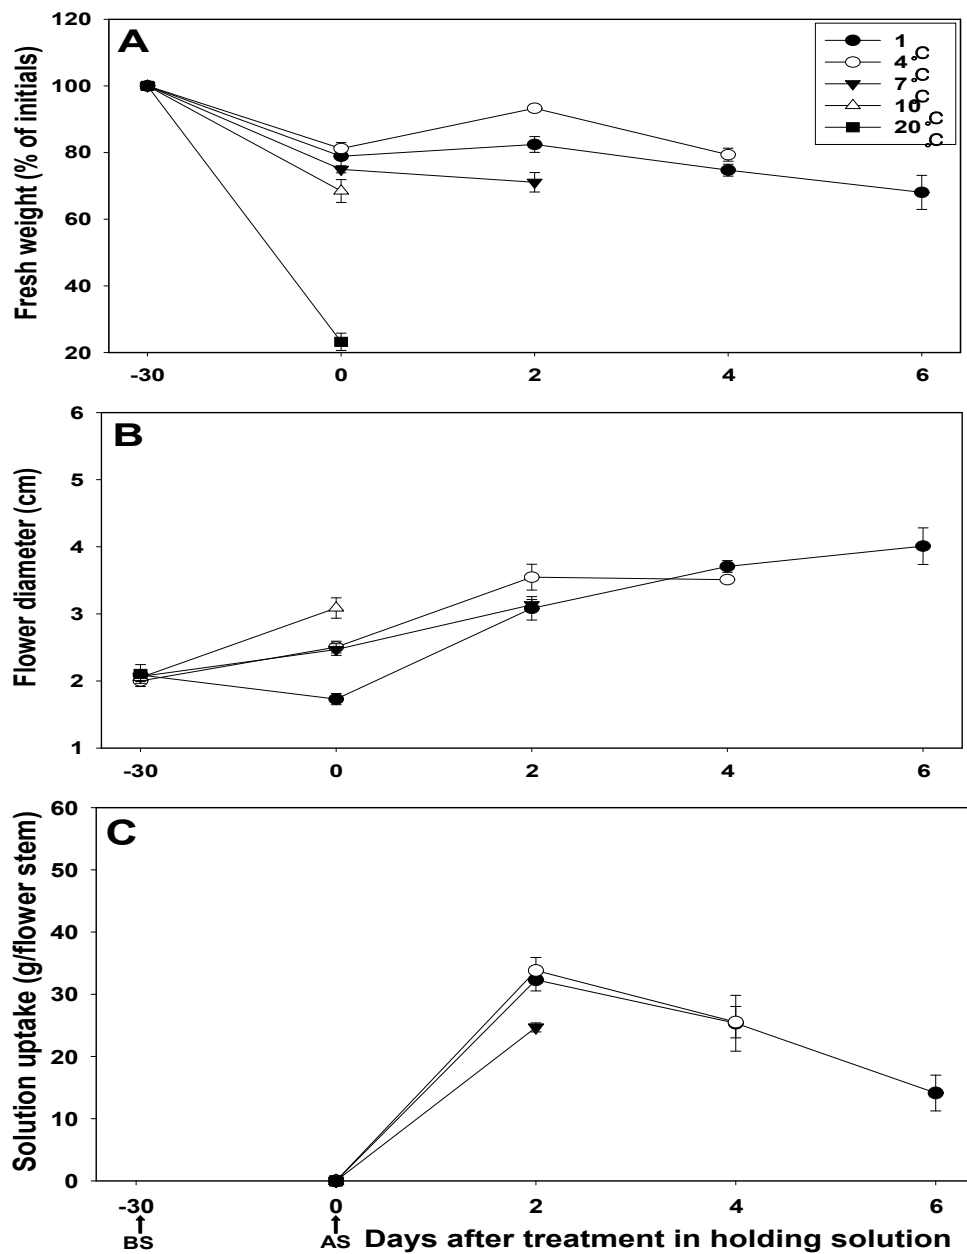 Fresh weight (% of initials)
120
100
80
60
40
20
A
1 °C
4 °C
7 °C
10 °C
20 °C
-30 0 2 4 6
Flower diameter (cm)
6
5
4
3
2
1
B
-30 0 2 4 6
Solution uptake (g/flower stem)
60
50
40
30
20
10
0
C
-30 0 2 4 6
BS AS Days after treatment in holding solution